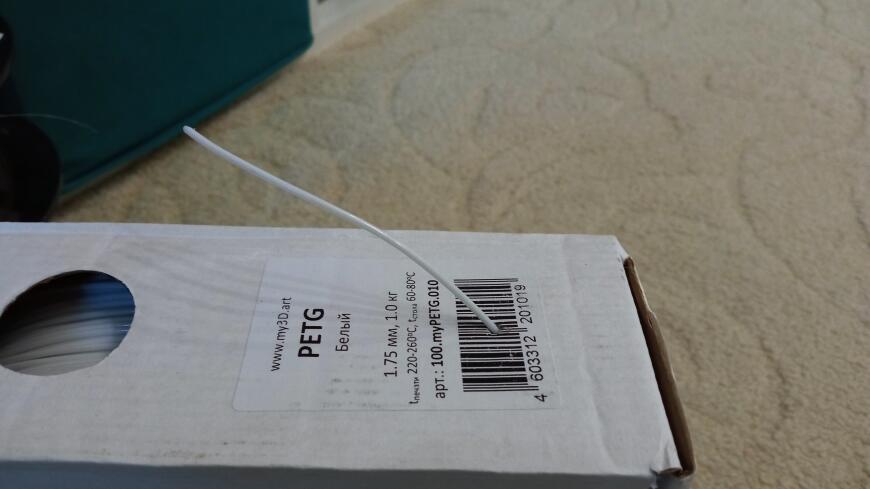 www.my3D.art
PETG
Белый
1.75 мм, 1.0 кг
tпечати 220-260ºC, tстола 60-80ºC
арт.: 100.myPETG.010
4 603312 201019